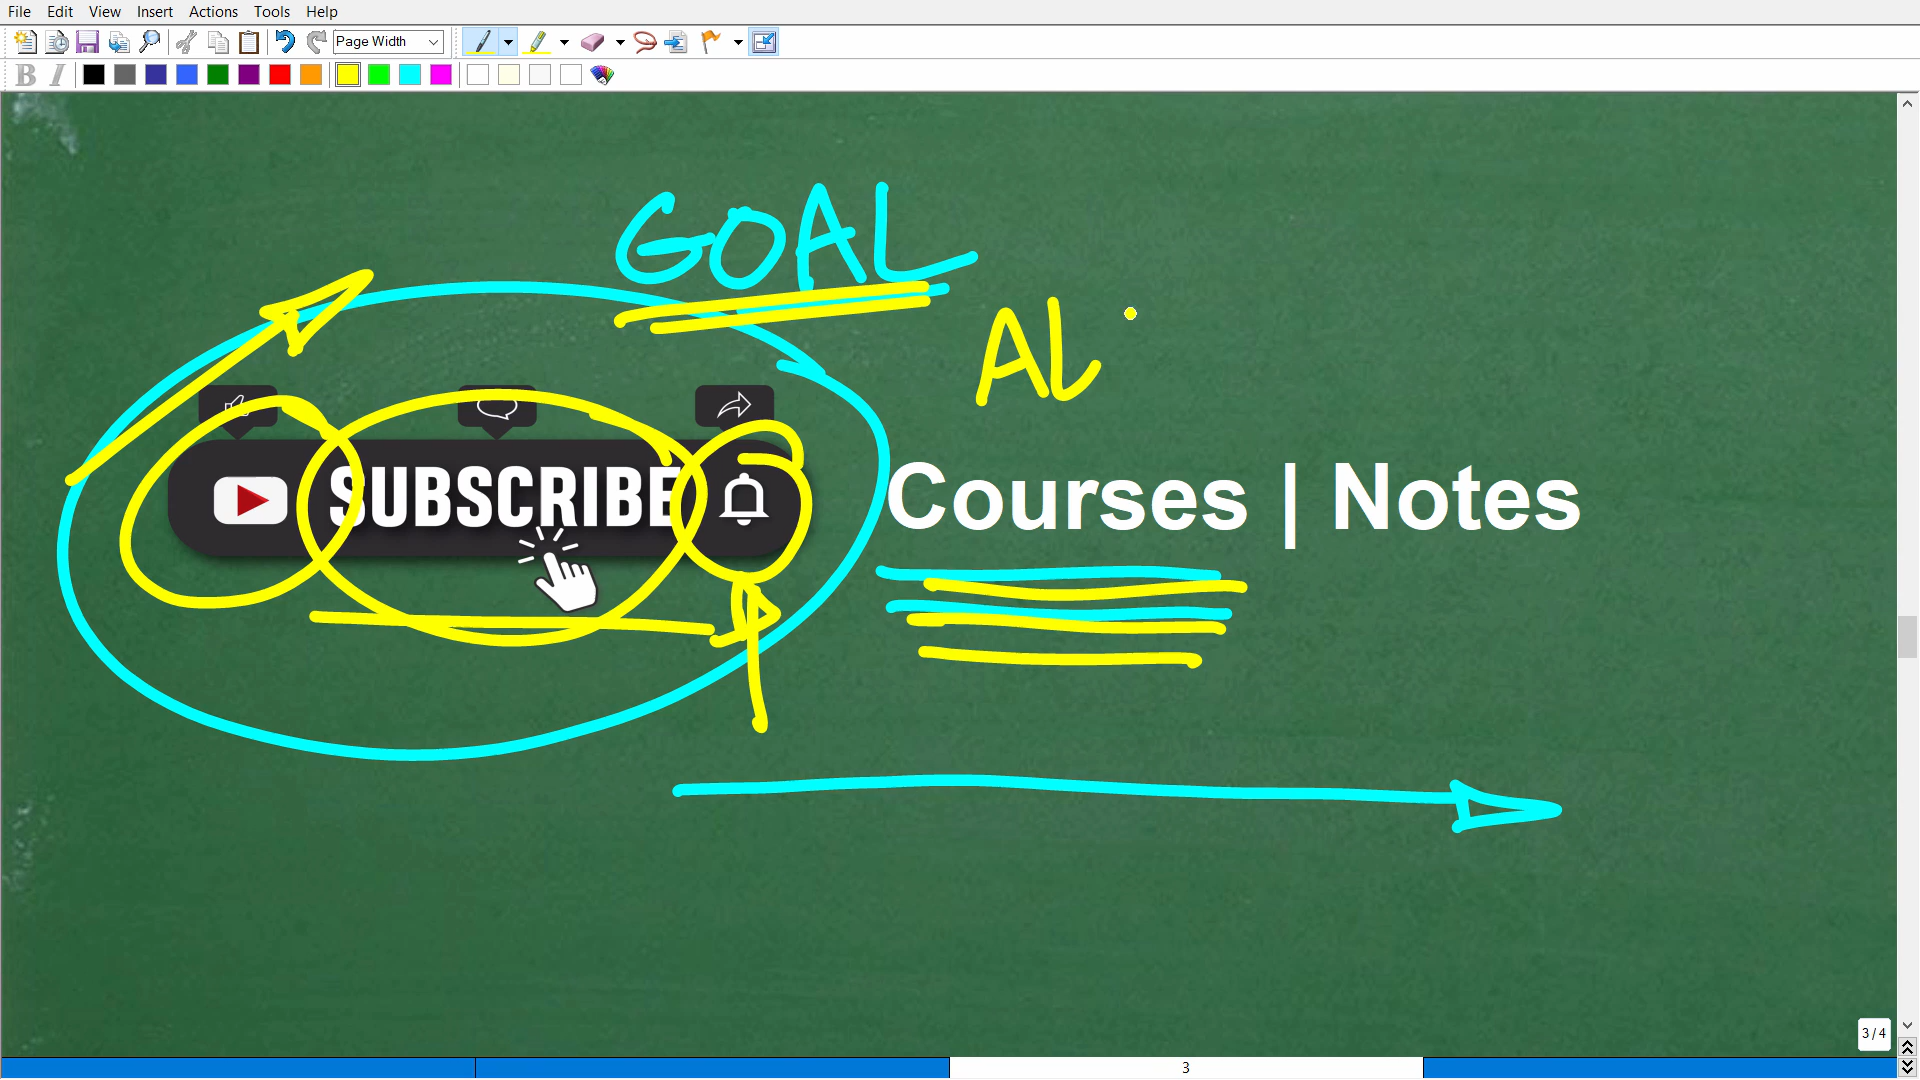 File Edit View Insert Actions Tools Help
Page Width
B I
GOAL
AL
SUBSCRIBE
Courses | Notes
3 / 4
3